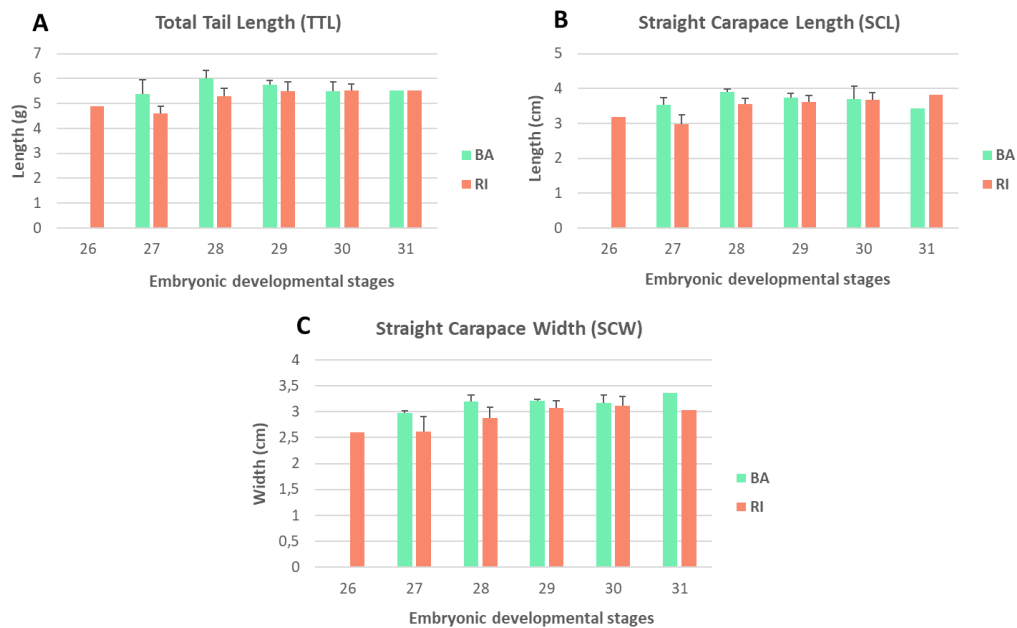 A
Total Tail Length (TTL)
7
6
5
4
3
2
1
0
Length (g)
26 27 28 29 30 31
Embryonic developmental stages
BA
RI
B
Straight Carapace Length (SCL)
5
4
3
2
1
0
Length (cm)
26 27 28 29 30 31
Embryonic developmental stages
BA
RI
C
Straight Carapace Width (SCW)
4
3,5
3
2,5
2
1,5
1
0,5
0
Width (cm)
26 27 28 29 30 31
Embryonic developmental stages
BA
RI